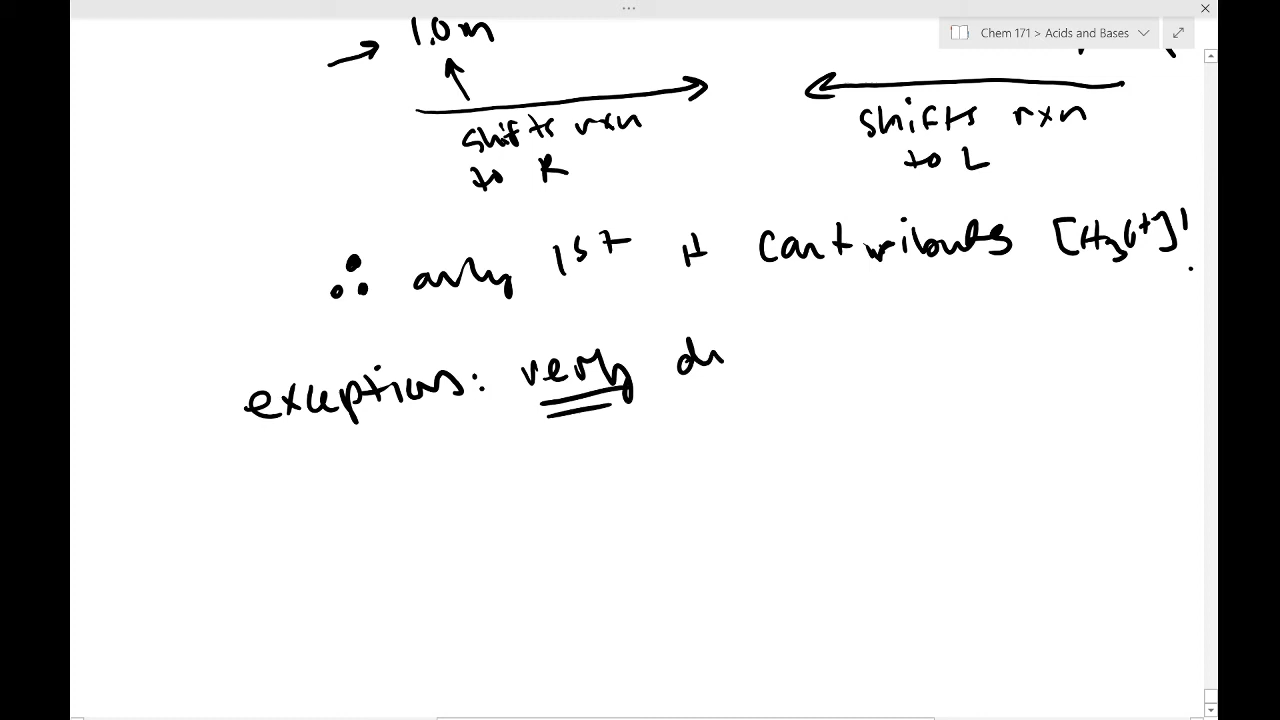 Chem 171 > Acids and Bases
1.0 m
shifts rxn
to R
shifts rxn
to L
∴ only 1st H contributes [H3O+]!
exceptions: very di